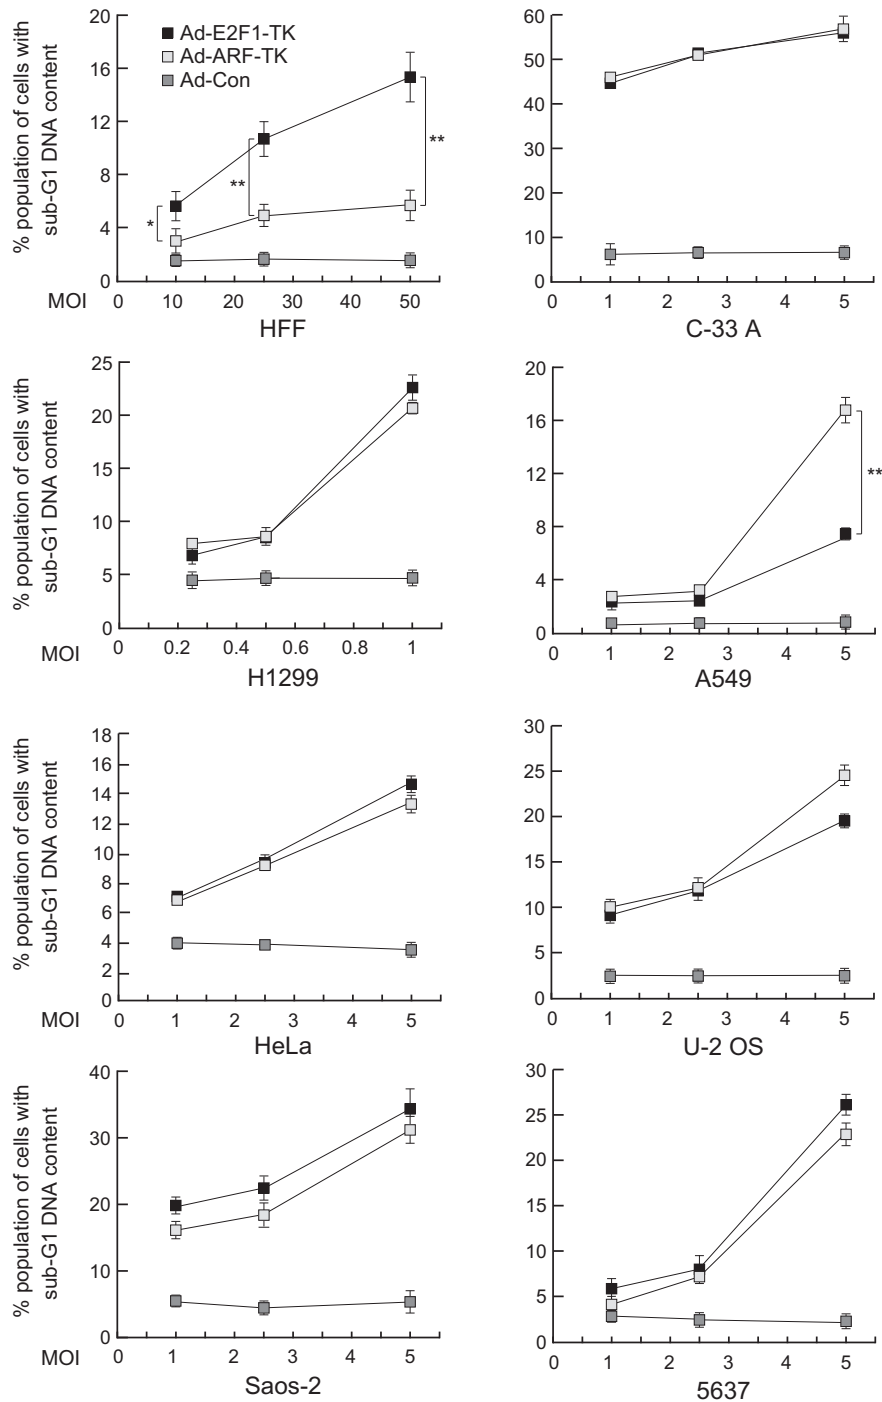 % population of cells with
sub-G1 DNA content
20
16
12
8
4
0
Ad-E2F1-TK
Ad-ARF-TK
Ad-Con
*
**
**
MOI
0 10 20 30 40 50
HFF
60
50
40
30
20
10
0
0 1 2 3 4 5
C-33 A
% population of cells with
sub-G1 DNA content
25
20
15
10
5
0
MOI
0 0.2 0.4 0.6 0.8 1
H1299
20
16
12
8
4
0
**
0 1 2 3 4 5
A549
% population of cells with
sub-G1 DNA content
18
16
14
12
10
8
6
4
2
0
MOI
0 1 2 3 4 5
HeLa
30
25
20
15
10
5
0
0 1 2 3 4 5
U-2 OS
% population of cells with
sub-G1 DNA content
40
30
20
10
0
MOI
0 1 2 3 4 5
Saos-2
30
25
20
15
10
5
0
0 1 2 3 4 5
5637